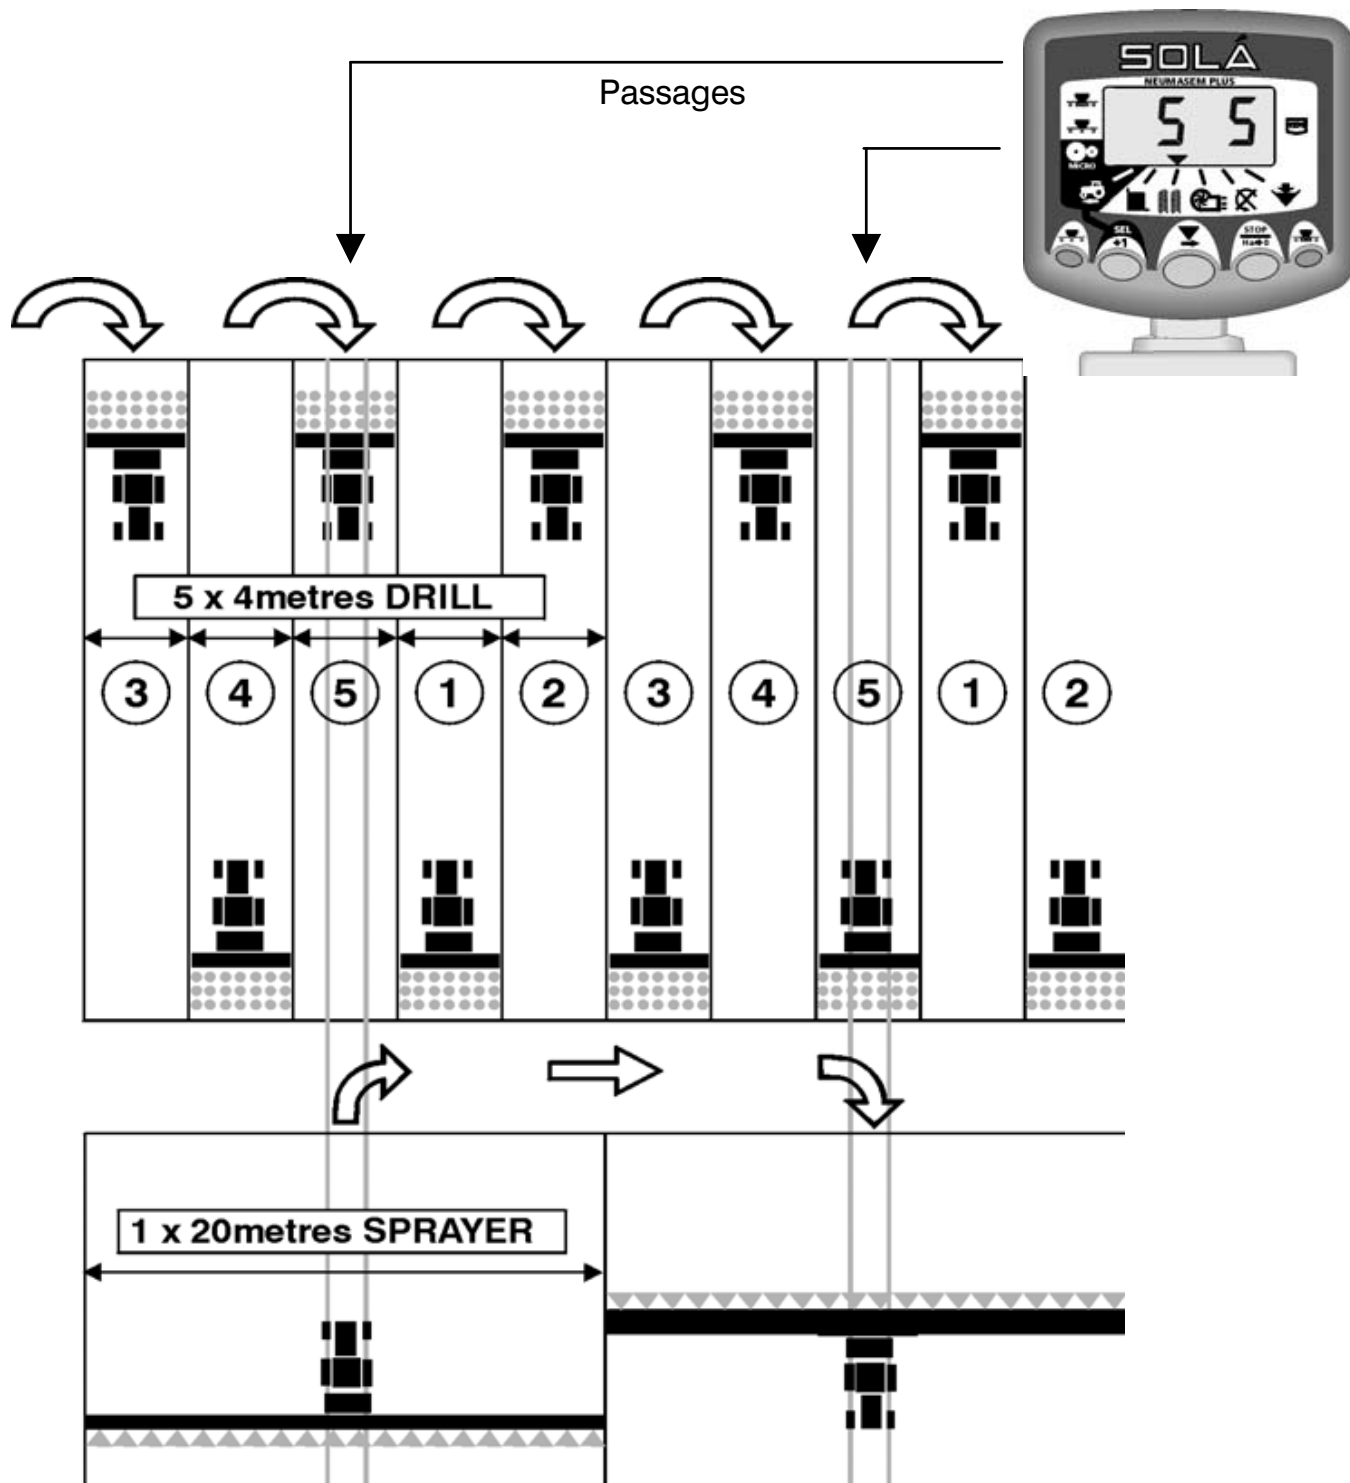 SOLÁ
NEUMASEM PLUS
Passages
5 5
MICRO
SEL
+1
STOP
5 x 4metres DRILL
3 4 5 1 2 3 4 5 1 2
1 x 20metres SPRAYER